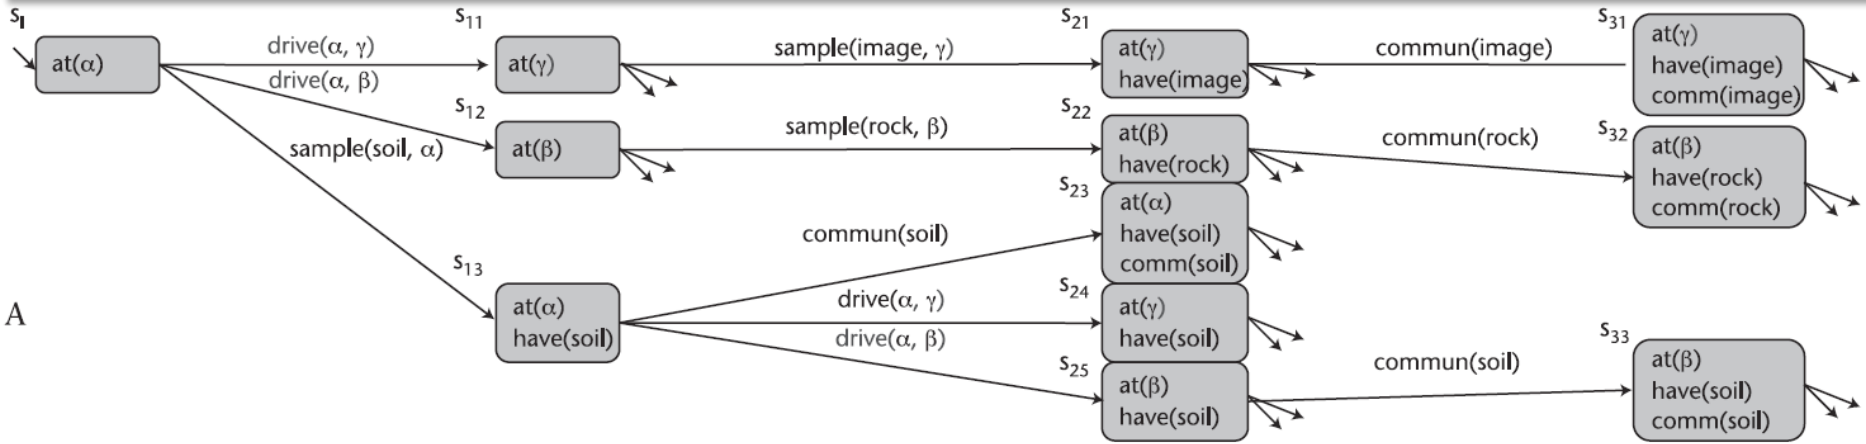 sI
at(α)
drive(α, γ)
drive(α, β)
sample(soil, α)
s11
at(γ)
s12
at(β)
s13
at(α)
have(soil)
sample(image, γ)
sample(rock, β)
commun(soil)
drive(α, γ)
drive(α, β)
s21
at(γ)
have(image)
s22
at(β)
have(rock)
s23
at(α)
have(soil)
comm(soil)
s24
at(γ)
have(soil)
s25
at(β)
have(soil)
commun(image)
commun(rock)
commun(soil)
s31
at(γ)
have(image)
comm(image)
s32
at(β)
have(rock)
comm(rock)
s33
at(β)
have(soil)
comm(soil)
A